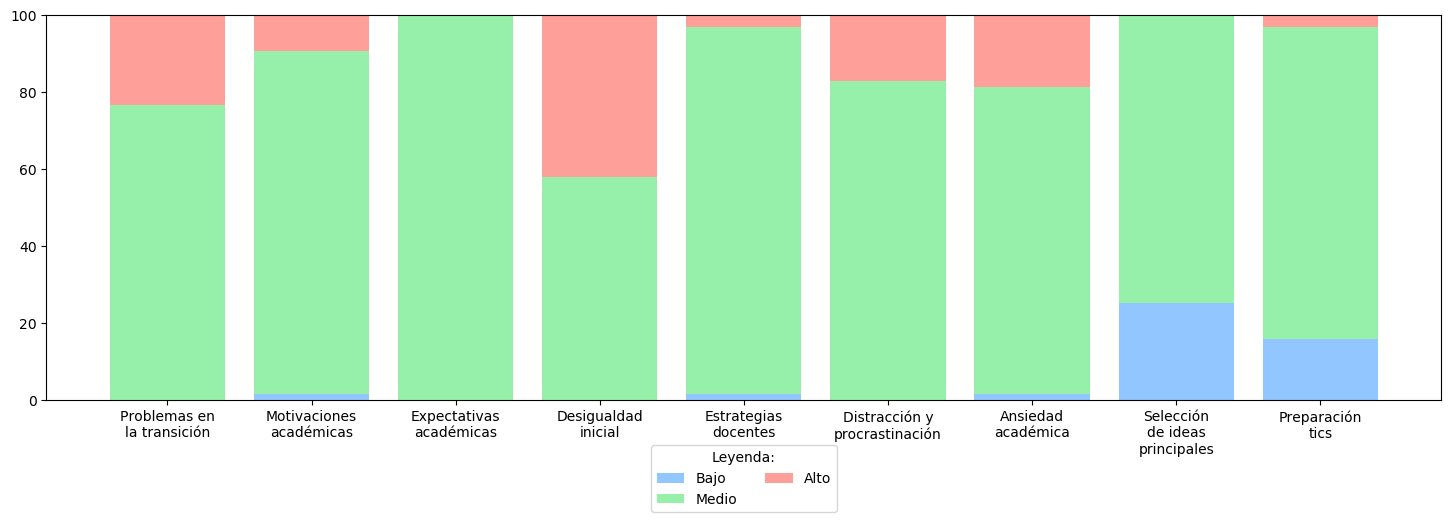 100
80
60
40
20
0
Problemas en
la transición
Motivaciones
académicas
Expectativas
académicas
Desigualdad
inicial
Estrategias
docentes
Distracción y
procrastinación
Ansiedad
académica
Selección
de ideas
principales
Preparación
tics
Leyenda:
Bajo
Medio
Alto